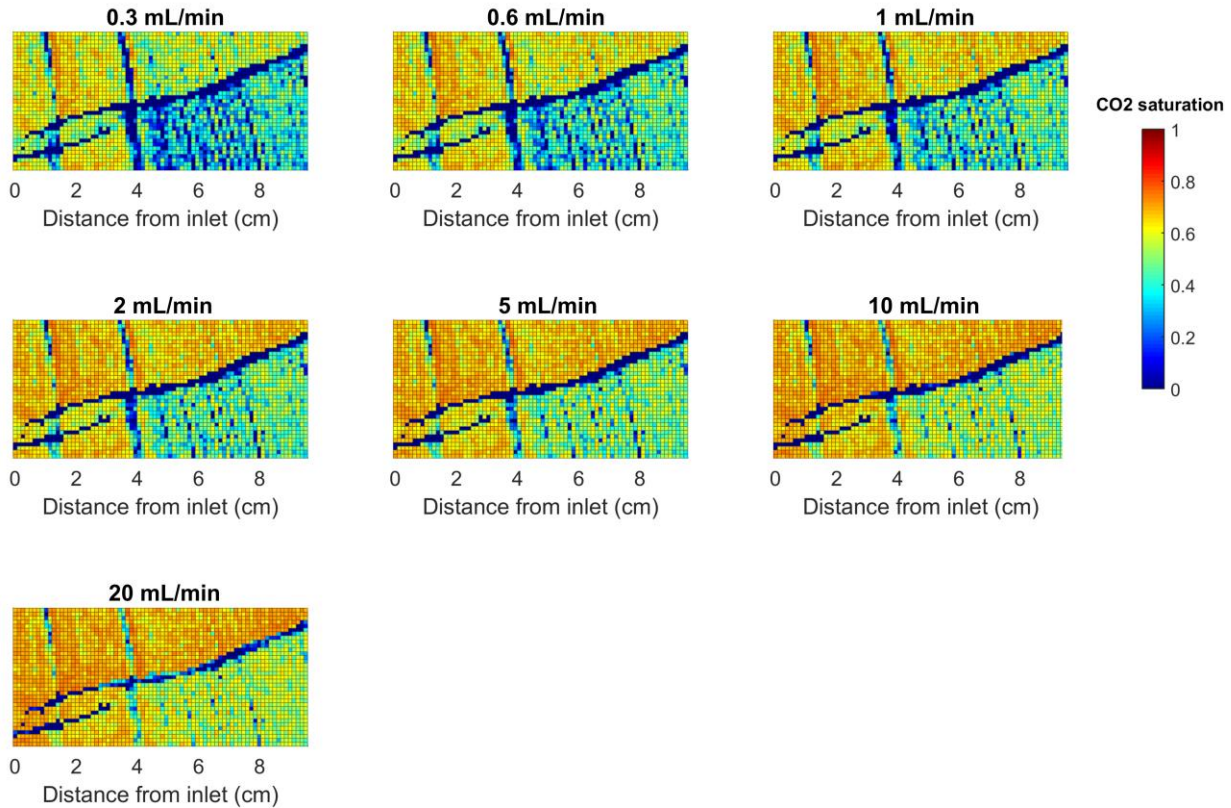 0.3 mL/min
0.6 mL/min
1 mL/min
0 2 4 6 8
Distance from inlet (cm)
0 2 4 6 8
Distance from inlet (cm)
0 2 4 6 8
Distance from inlet (cm)
CO2 saturation
1
0.8
0.6
0.4
0.2
0
2 mL/min
5 mL/min
10 mL/min
0 2 4 6 8
Distance from inlet (cm)
0 2 4 6 8
Distance from inlet (cm)
0 2 4 6 8
Distance from inlet (cm)
20 mL/min
0 2 4 6 8
Distance from inlet (cm)